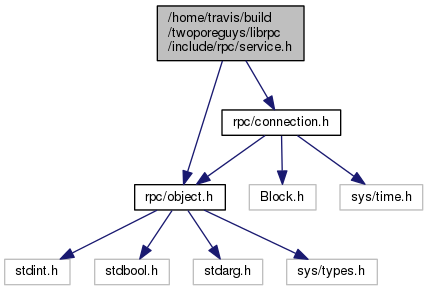 /home/travis/build
/twoporeguys/librpc
/include/rpc/service.h
rpc/connection.h
rpc/object.h
Block.h
sys/time.h
stdint.h
stdbool.h
stdarg.h
sys/types.h